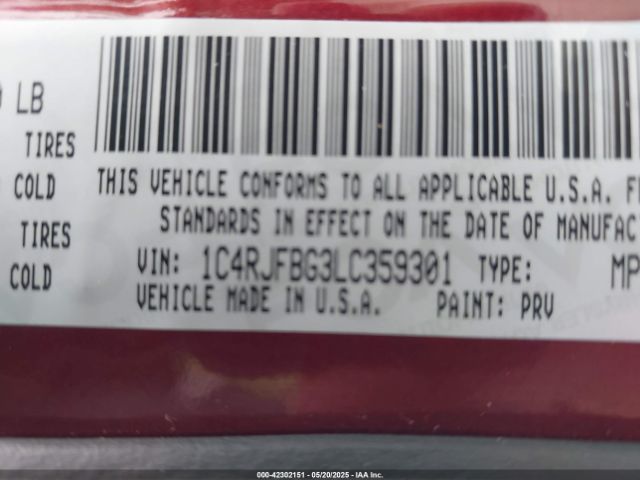 LB
TIRES
COLD
TIRES
COLD
THIS VEHICLE CONFORMS TO ALL APPLICABLE U.S.A.
STANDARDS IN EFFECT ON THE DATE OF MANUFAC
VIN: 1C4RJFBG3LC359301 TYPE: MP
VEHICLE MADE IN U.S.A. PAINT: PRV
000-42302151 - 05/20/2025 - IAA Inc.